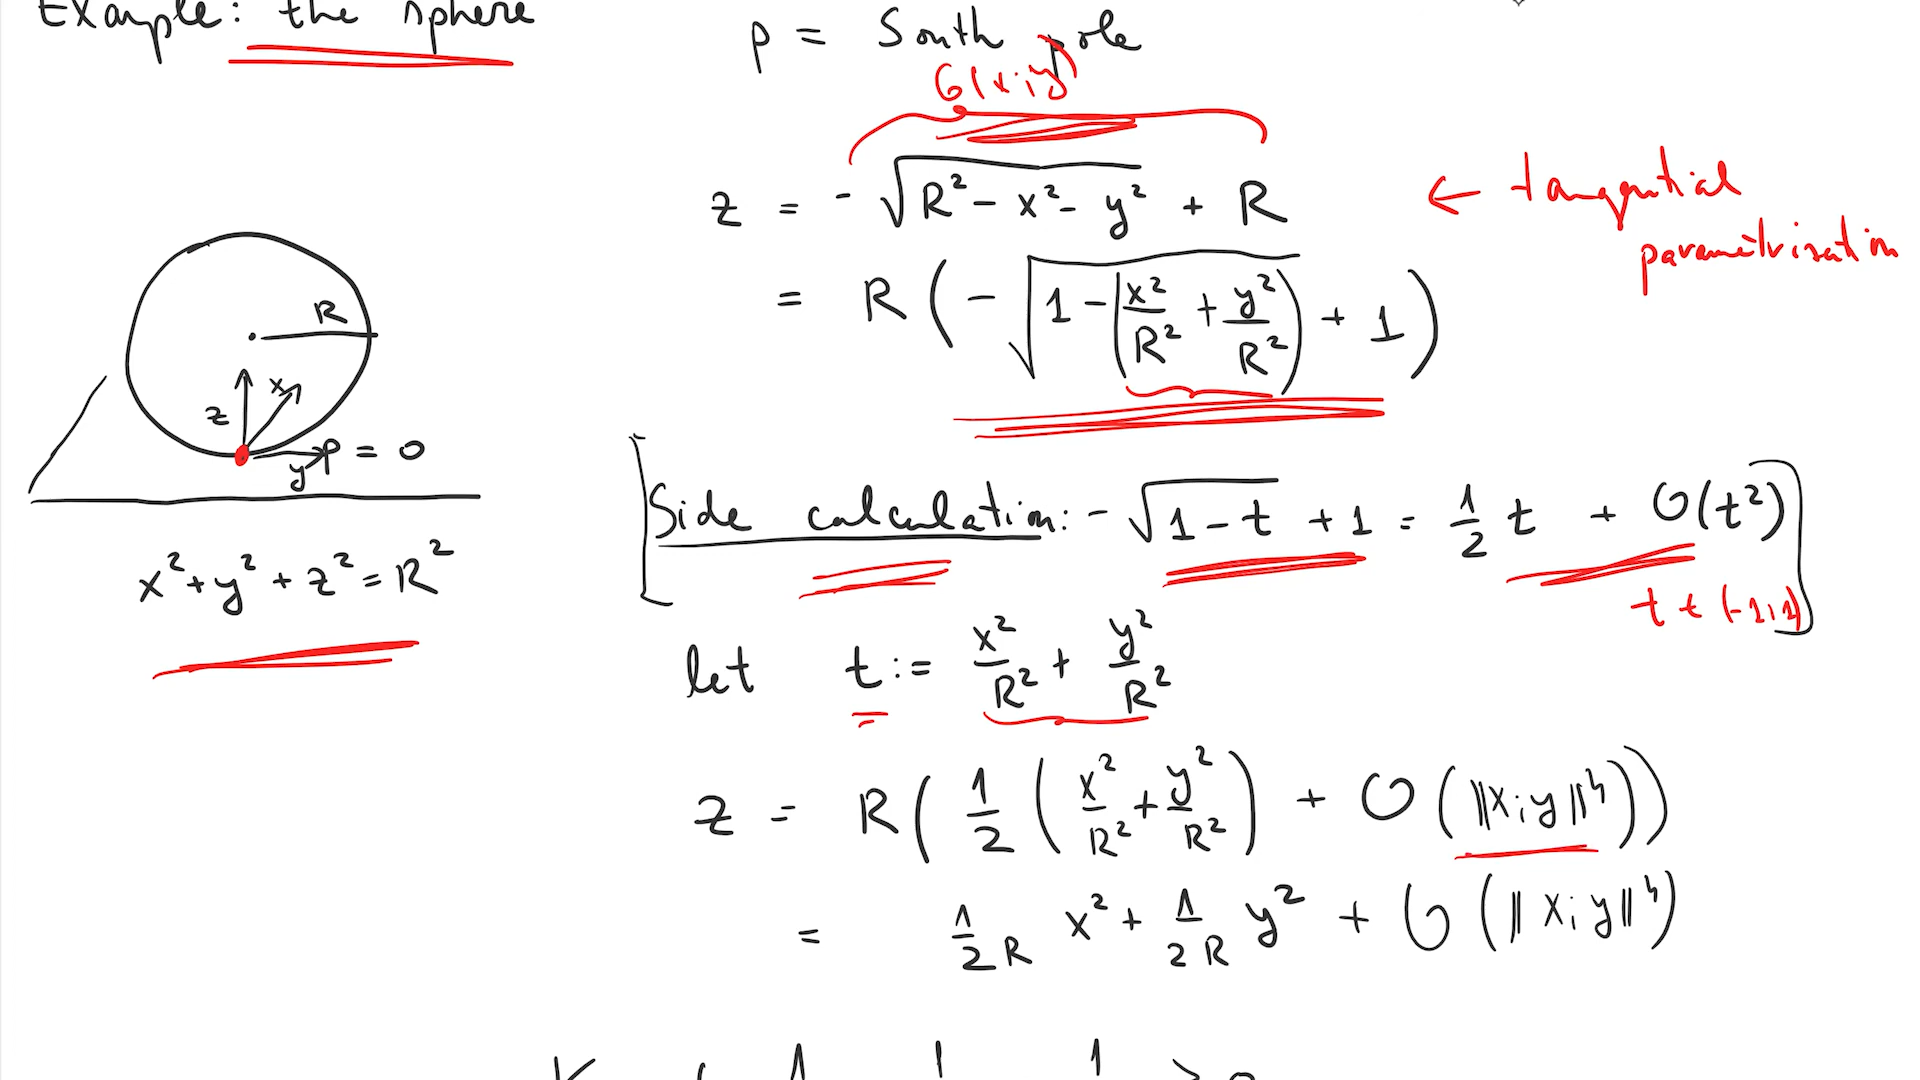 Example: the sphere
p = South pole
G(x,y)
z = - √(R² - x² - y²) + R
← tangential
parametrization
= R ( - √(1 - (x²/R² + y²/R²)) + 1 )
R
z
x
y
p = 0
x² + y² + z² = R²
[Side calculation: - √(1 - t) + 1 = 1/2 t + O(t²)]
t ∈ (-1,1)
let t := x²/R² + y²/R²
z = R ( 1/2 ( x²/R² + y²/R² ) + O ( ||x,y||⁴ ) )
= 1/2R x² + 1/2R y² + O ( ||x,y||⁴ )